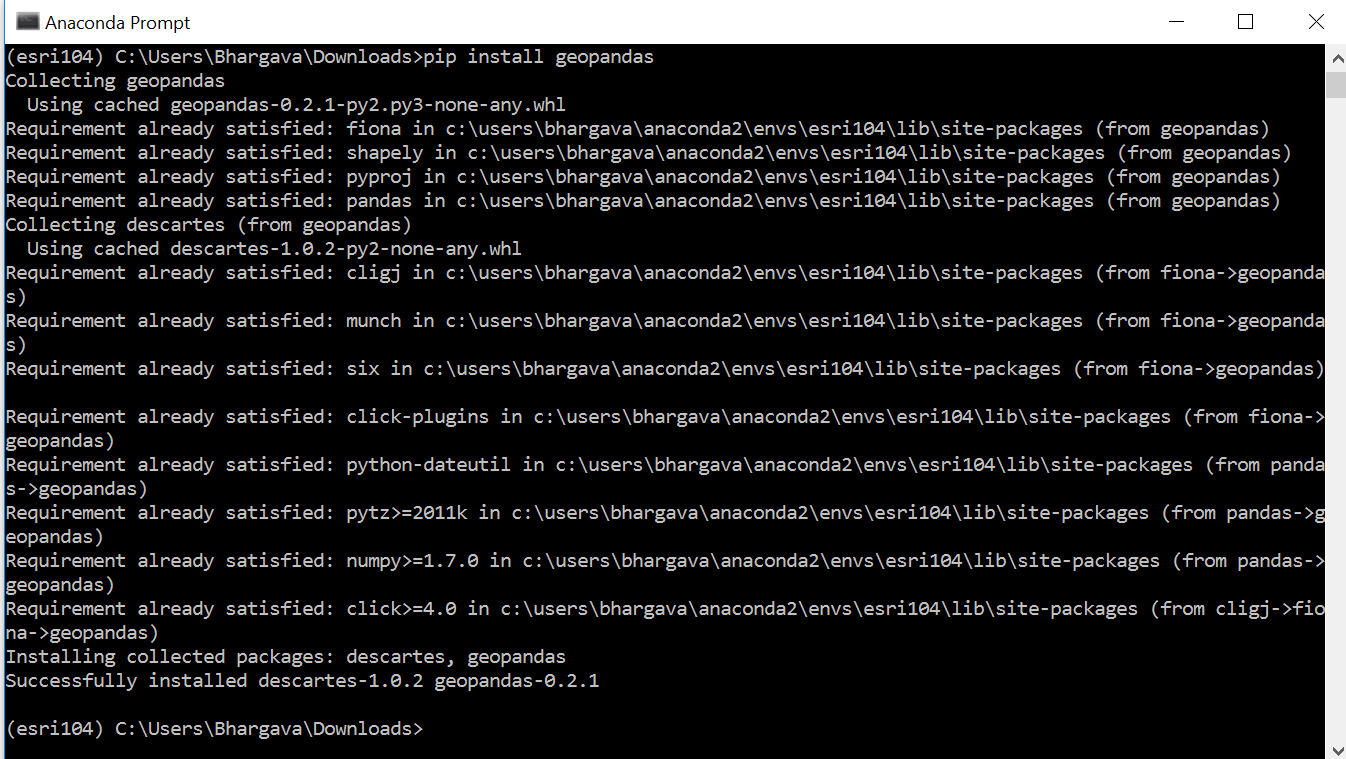 Anaconda Prompt
(esri104) C:\Users\Bhargava\Downloads>pip install geopandas
Collecting geopandas
  Using cached geopandas-0.2.1-py2.py3-none-any.whl
Requirement already satisfied: fiona in c:\users\bhargava\anaconda2\envs\esri104\lib\site-packages (from geopandas)
Requirement already satisfied: shapely in c:\users\bhargava\anaconda2\envs\esri104\lib\site-packages (from geopandas)
Requirement already satisfied: pyproj in c:\users\bhargava\anaconda2\envs\esri104\lib\site-packages (from geopandas)
Requirement already satisfied: pandas in c:\users\bhargava\anaconda2\envs\esri104\lib\site-packages (from geopandas)
Collecting descartes (from geopandas)
  Using cached descartes-1.0.2-py2-none-any.whl
Requirement already satisfied: cligj in c:\users\bhargava\anaconda2\envs\esri104\lib\site-packages (from fiona->geopanda
s)
Requirement already satisfied: munch in c:\users\bhargava\anaconda2\envs\esri104\lib\site-packages (from fiona->geopanda
s)
Requirement already satisfied: six in c:\users\bhargava\anaconda2\envs\esri104\lib\site-packages (from fiona->geopandas)
Requirement already satisfied: click-plugins in c:\users\bhargava\anaconda2\envs\esri104\lib\site-packages (from fiona->
geopandas)
Requirement already satisfied: python-dateutil in c:\users\bhargava\anaconda2\envs\esri104\lib\site-packages (from panda
s->geopandas)
Requirement already satisfied: pytz>=2011k in c:\users\bhargava\anaconda2\envs\esri104\lib\site-packages (from pandas->g
eopandas)
Requirement already satisfied: numpy>=1.7.0 in c:\users\bhargava\anaconda2\envs\esri104\lib\site-packages (from pandas->
geopandas)
Requirement already satisfied: click>=4.0 in c:\users\bhargava\anaconda2\envs\esri104\lib\site-packages (from cligj->fio
na->geopandas)
Installing collected packages: descartes, geopandas
Successfully installed descartes-1.0.2 geopandas-0.2.1
(esri104) C:\Users\Bhargava\Downloads>